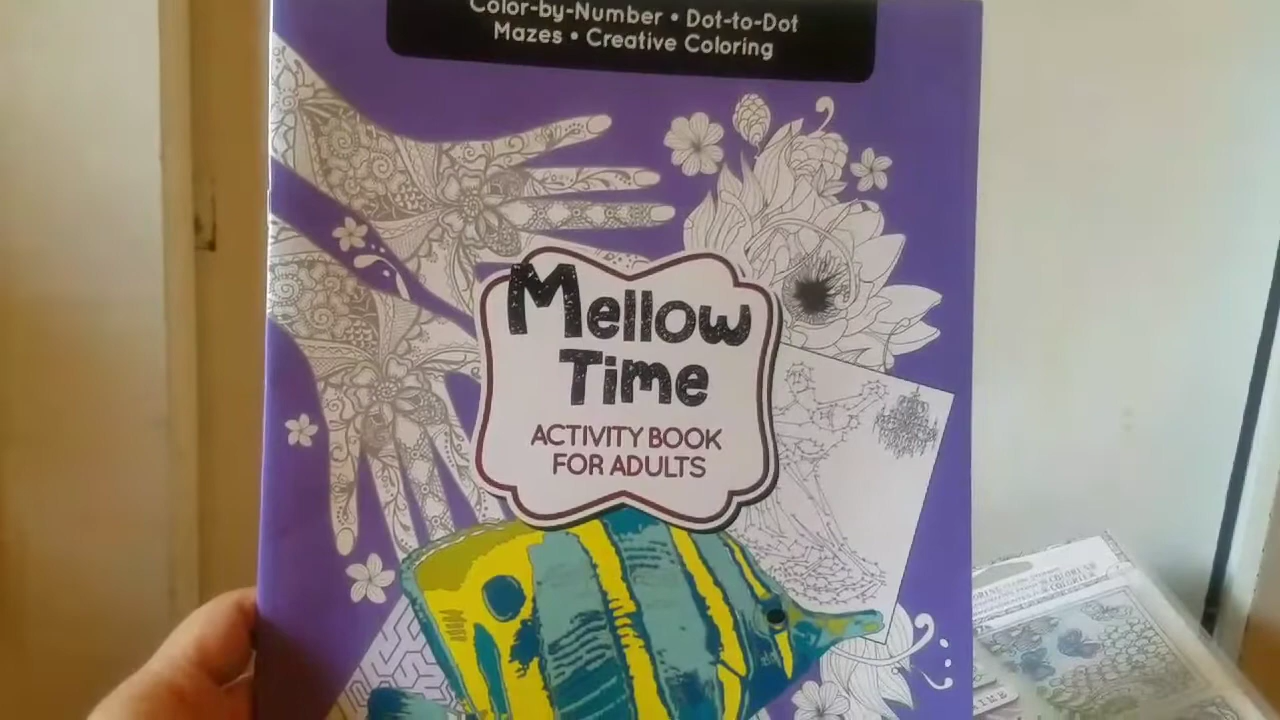 Color-by-Number • Dot-to-Dot
Mazes • Creative Coloring
Mellow
Time
ACTIVITY BOOK
FOR ADULTS